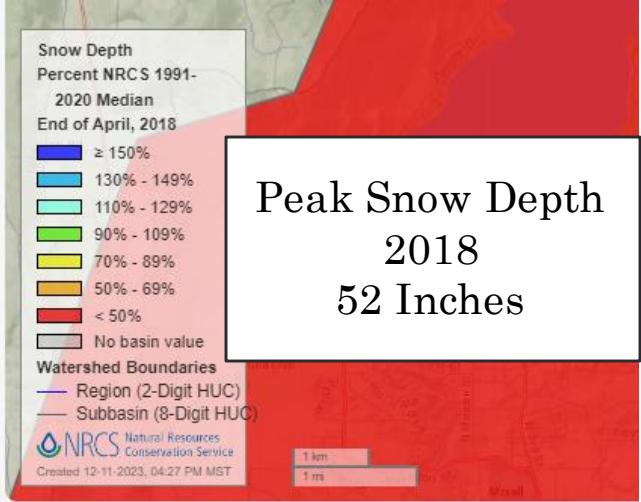 Snow Depth
Percent NRCS 1991-
2020 Median
End of April, 2018
≥ 150%
130% - 149%
110% - 129%
90% - 109%
70% - 89%
50% - 69%
< 50%
No basin value
Watershed Boundaries
Region (2-Digit HUC)
Subbasin (8-Digit HUC)
NRCS Natural Resources
Conservation Service
Created 12-11-2023, 04:27 PM MST
Peak Snow Depth
2018
52 Inches
1 km
1 mi